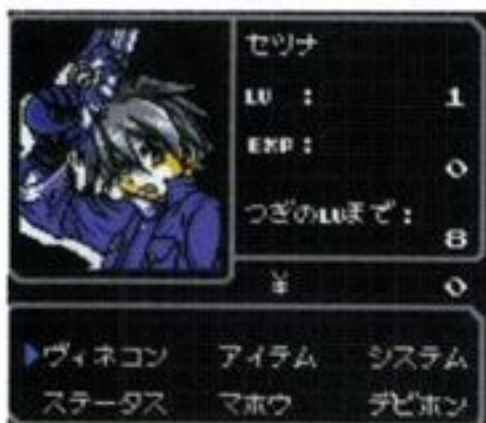 セツナ
LV : 1
EXP :
0
つぎのLVまで:
8
¥ 0
▶ヴィネコン アイテム システム
ステータス マホウ デビホン